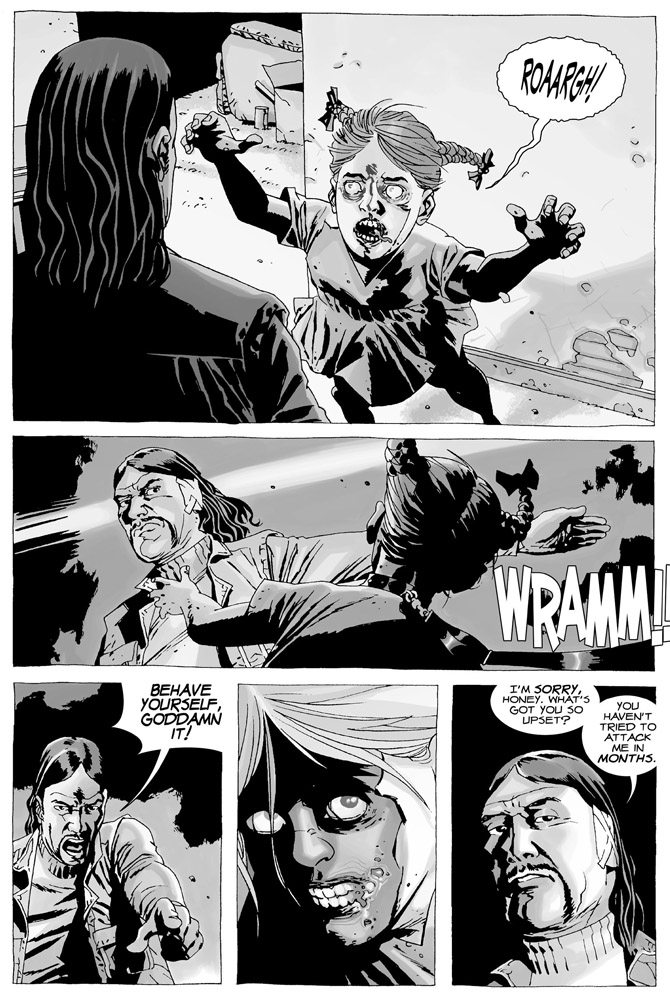 ROAARGH!
WRAMM!!
BEHAVE
YOURSELF,
GODDAMN
IT!
I'M SORRY,
HONEY. WHAT'S
GOT YOU SO
UPSET?
YOU
HAVEN'T
TRIED TO
ATTACK
ME IN
MONTHS.